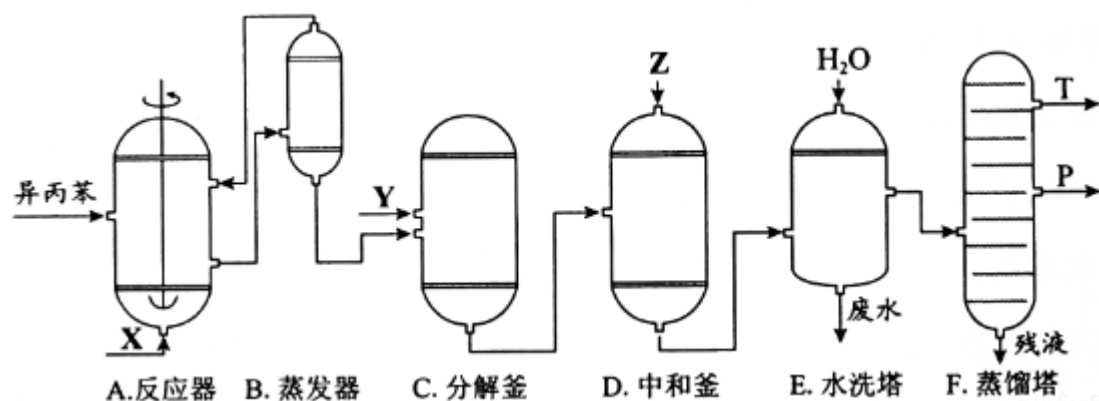 Z
H₂O
T
异丙苯
Y
P
X
废水
残液
A.反应器
B. 蒸发器
C. 分解釜
D. 中和釜
E. 水洗塔
F. 蒸馏塔